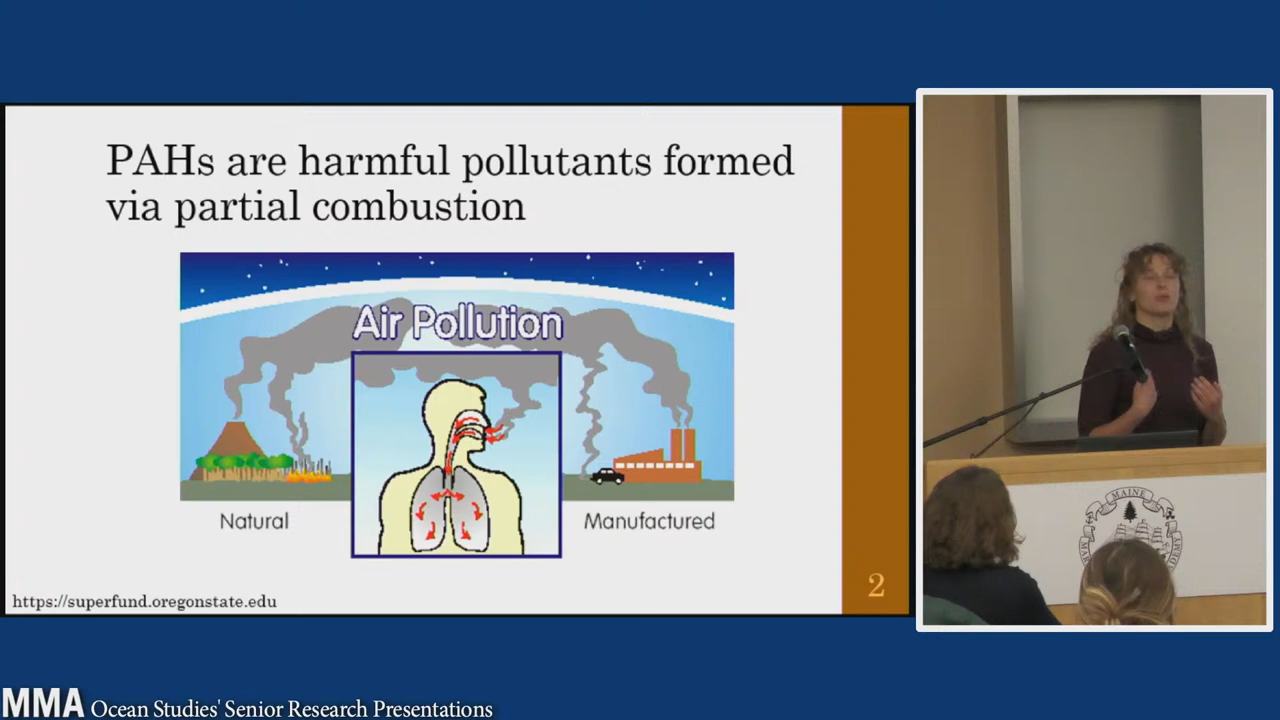 PAHs are harmful pollutants formed
via partial combustion
Air Pollution
Natural
Manufactured
https://superfund.oregonstate.edu
2
MAINE
MMA Ocean Studies' Senior Research Presentations